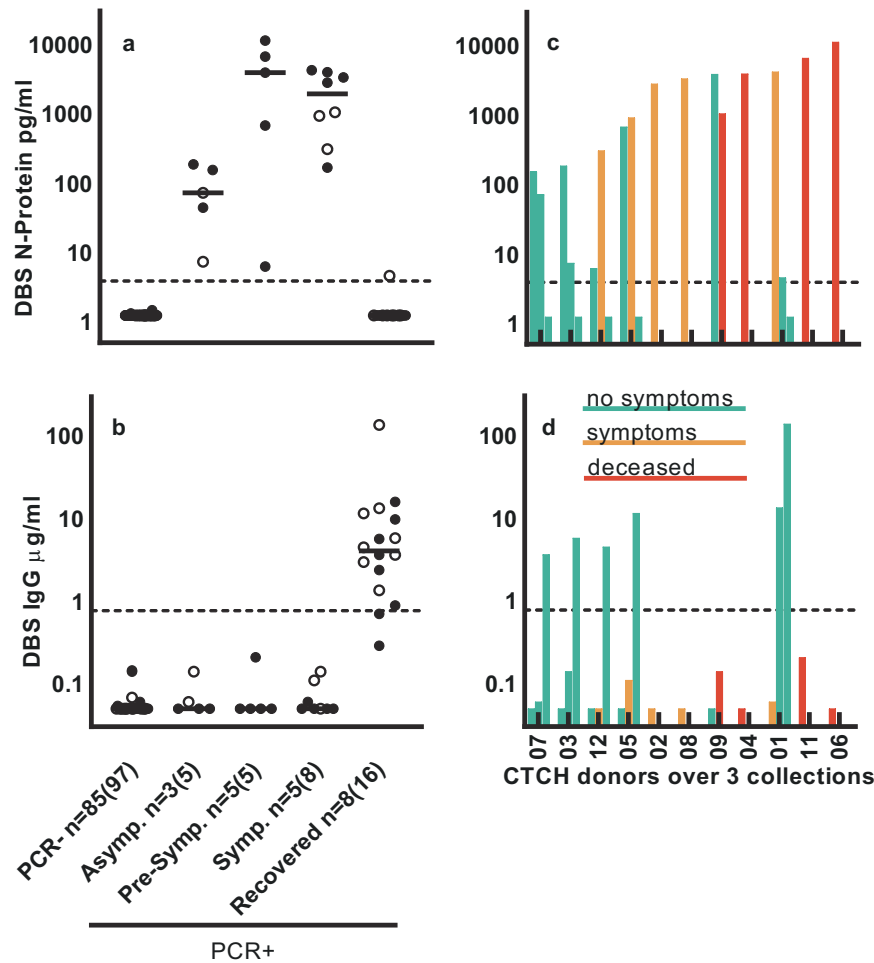 a
10000
1000
100
10
1
DBS N-Protein pg/ml
c
10000
1000
100
10
1
b
100
10
1
0.1
DBS IgG µg/ml
d
no symptoms
symptoms
deceased
100
10
1
0.1
07 03 12 05 02 08 09 04 01 11 06
CTCH donors over 3 collections
PCR- n=85(97)
Asymp. n=3(5)
Pre-Symp. n=5(5)
Symp. n=5(8)
Recovered n=8(16)
PCR+